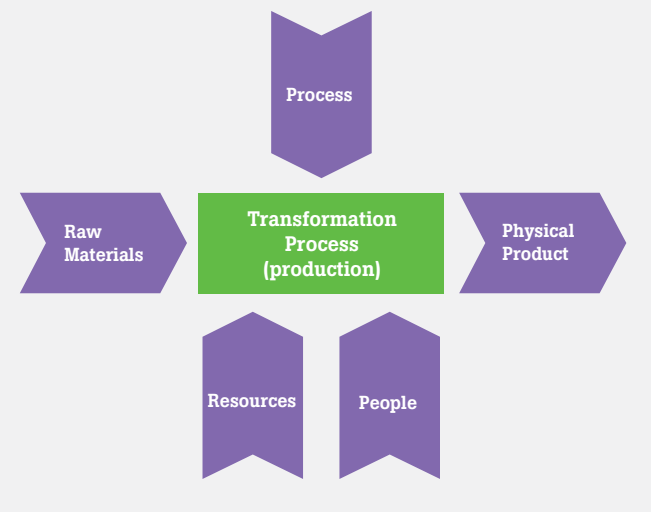 Process
Raw
Materials
Transformation
Process
(production)
Physical
Product
Resources
People